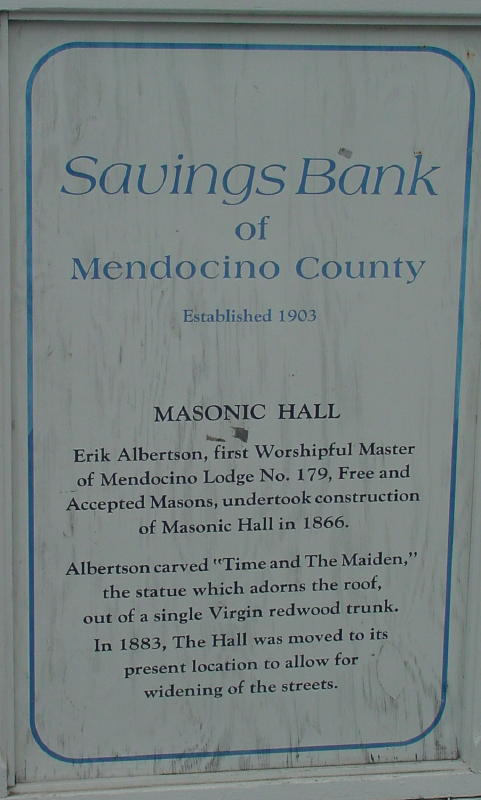 Savings Bank
of
Mendocino County
Established 1903
MASONIC HALL
Erik Albertson, first Worshipful Master
of Mendocino Lodge No. 179, Free and
Accepted Masons, undertook construction
of Masonic Hall in 1866.
Albertson carved "Time and The Maiden,"
the statue which adorns the roof,
out of a single Virgin redwood trunk.
In 1883, The Hall was moved to its
present location to allow for
widening of the streets.